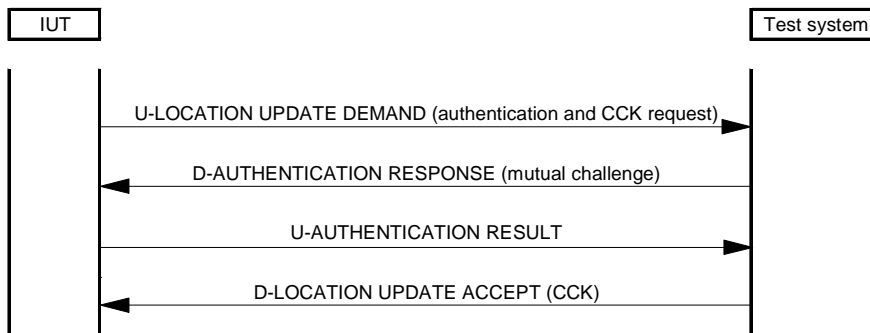 IUT
Test system
U-LOCATION UPDATE DEMAND (authentication and CCK request)
D-AUTHENTICATION RESPONSE (mutual challenge)
U-AUTHENTICATION RESULT
D-LOCATION UPDATE ACCEPT (CCK)